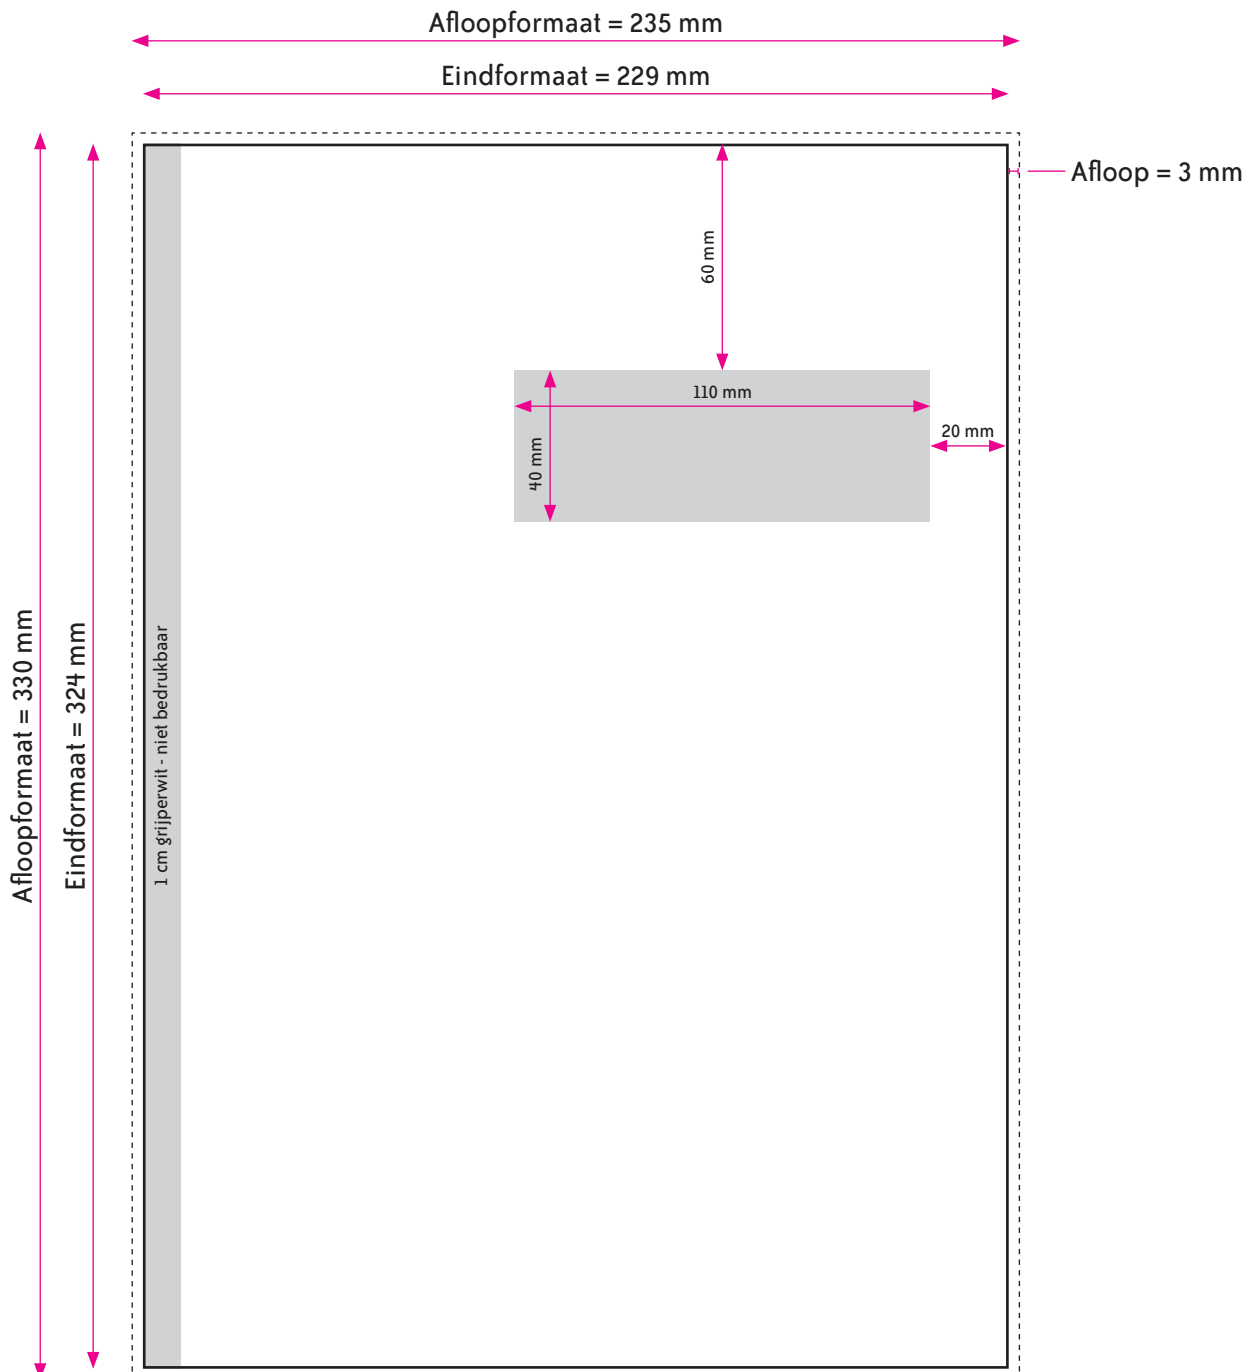 Afloopformaat = 235 mm
Eindformaat = 229 mm
Afloop = 3 mm
60 mm
110 mm
20 mm
40 mm
Afloopformaat = 330 mm
Eindformaat = 324 mm
1 cm grijperwit - niet bedrukbaar